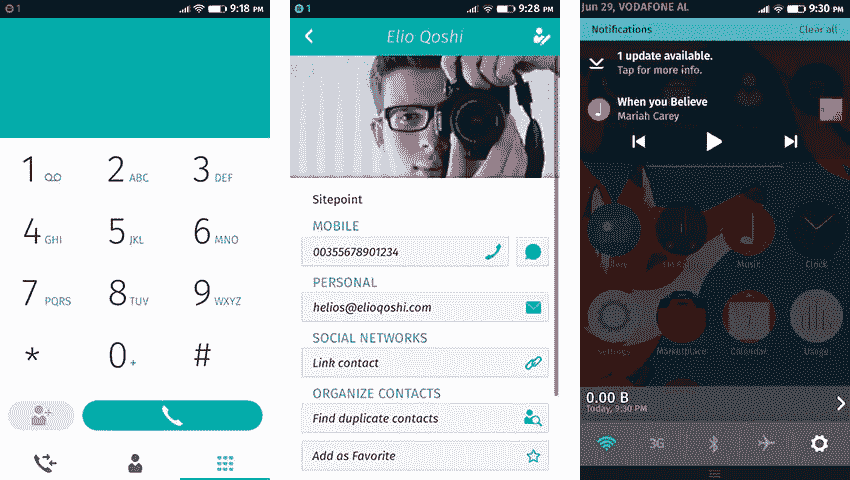 1
9:18 PM
1
2 ABC
3 DEF
4 GHI
5 JKL
6 MNO
7 PQRS
8 TUV
9 WXYZ
*
0 +
#
1
9:28 PM
Elio Qoshi
Sitepoint
MOBILE
00355678901234
PERSONAL
helios@elioqoshi.com
SOCIAL NETWORKS
Link contact
ORGANIZE CONTACTS
Find duplicate contacts
Add as Favorite
Jun 29, VODAFONE AL
9:30 PM
Notifications
Clear all
1 update available.
Tap for more info.
When you Believe
Mariah Carey
Gallery
Music
Clock
Settings
Marketplace
Calendar
Usage
0.00 B
Today, 9:30 PM
3G